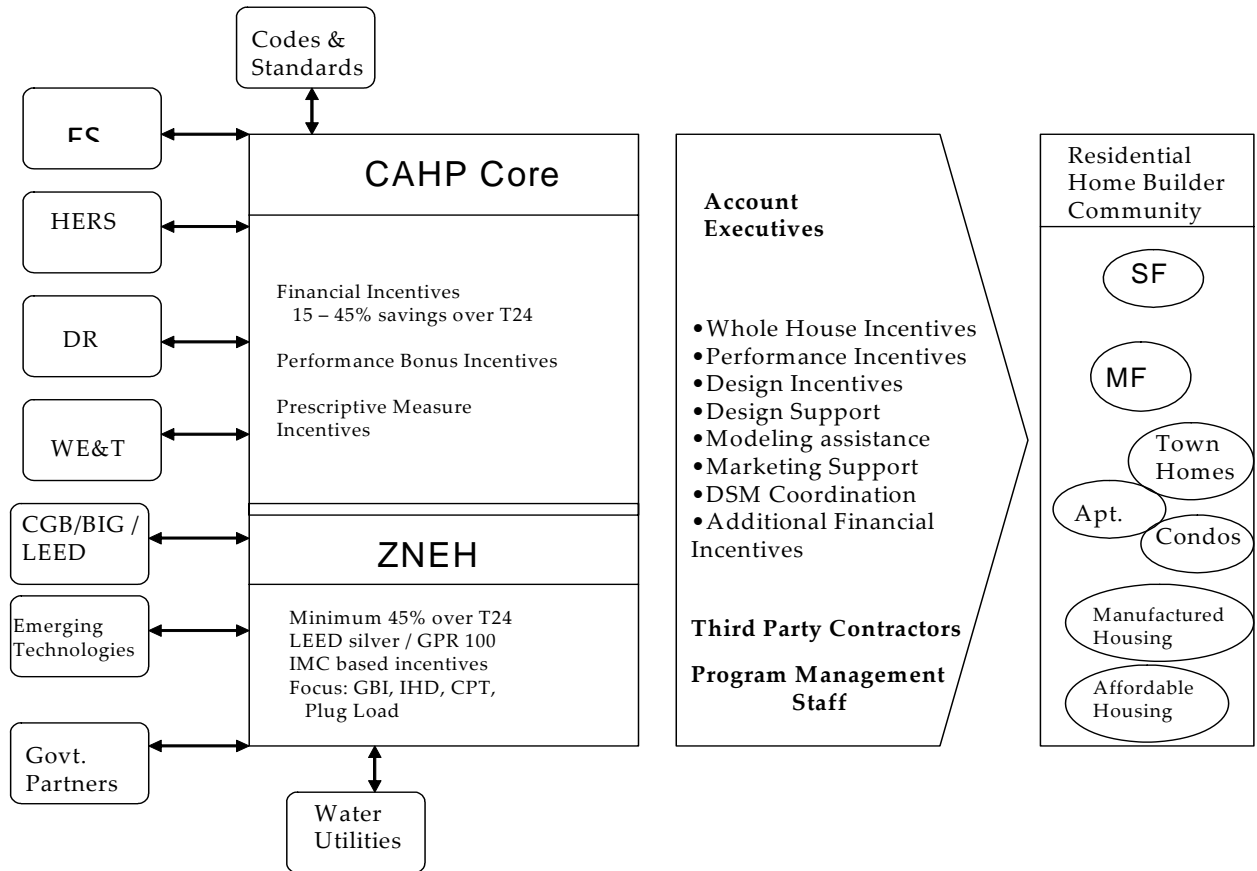 Codes &
Standards
HERS
DR
WE&T
CGB/BIG /
LEED
Emerging
Technologies
Govt.
Partners
CAHP Core
Financial Incentives
15 – 45% savings over T24
Performance Bonus Incentives
Prescriptive Measure
Incentives
ZNEH
Minimum 45% over T24
LEED silver / GPR 100
IMC based incentives
Focus: GBI, IHD, CPT,
Plug Load
Water
Utilities
Account
Executives
•Whole House Incentives
•Performance Incentives
•Design Incentives
•Design Support
•Modeling assistance
•Marketing Support
•DSM Coordination
•Additional Financial
Incentives
Third Party Contractors
Program Management
Staff
Residential
Home Builder
Community
SF
MF
Town
Homes
Apt.
Condos
Manufactured
Housing
Affordable
Housing